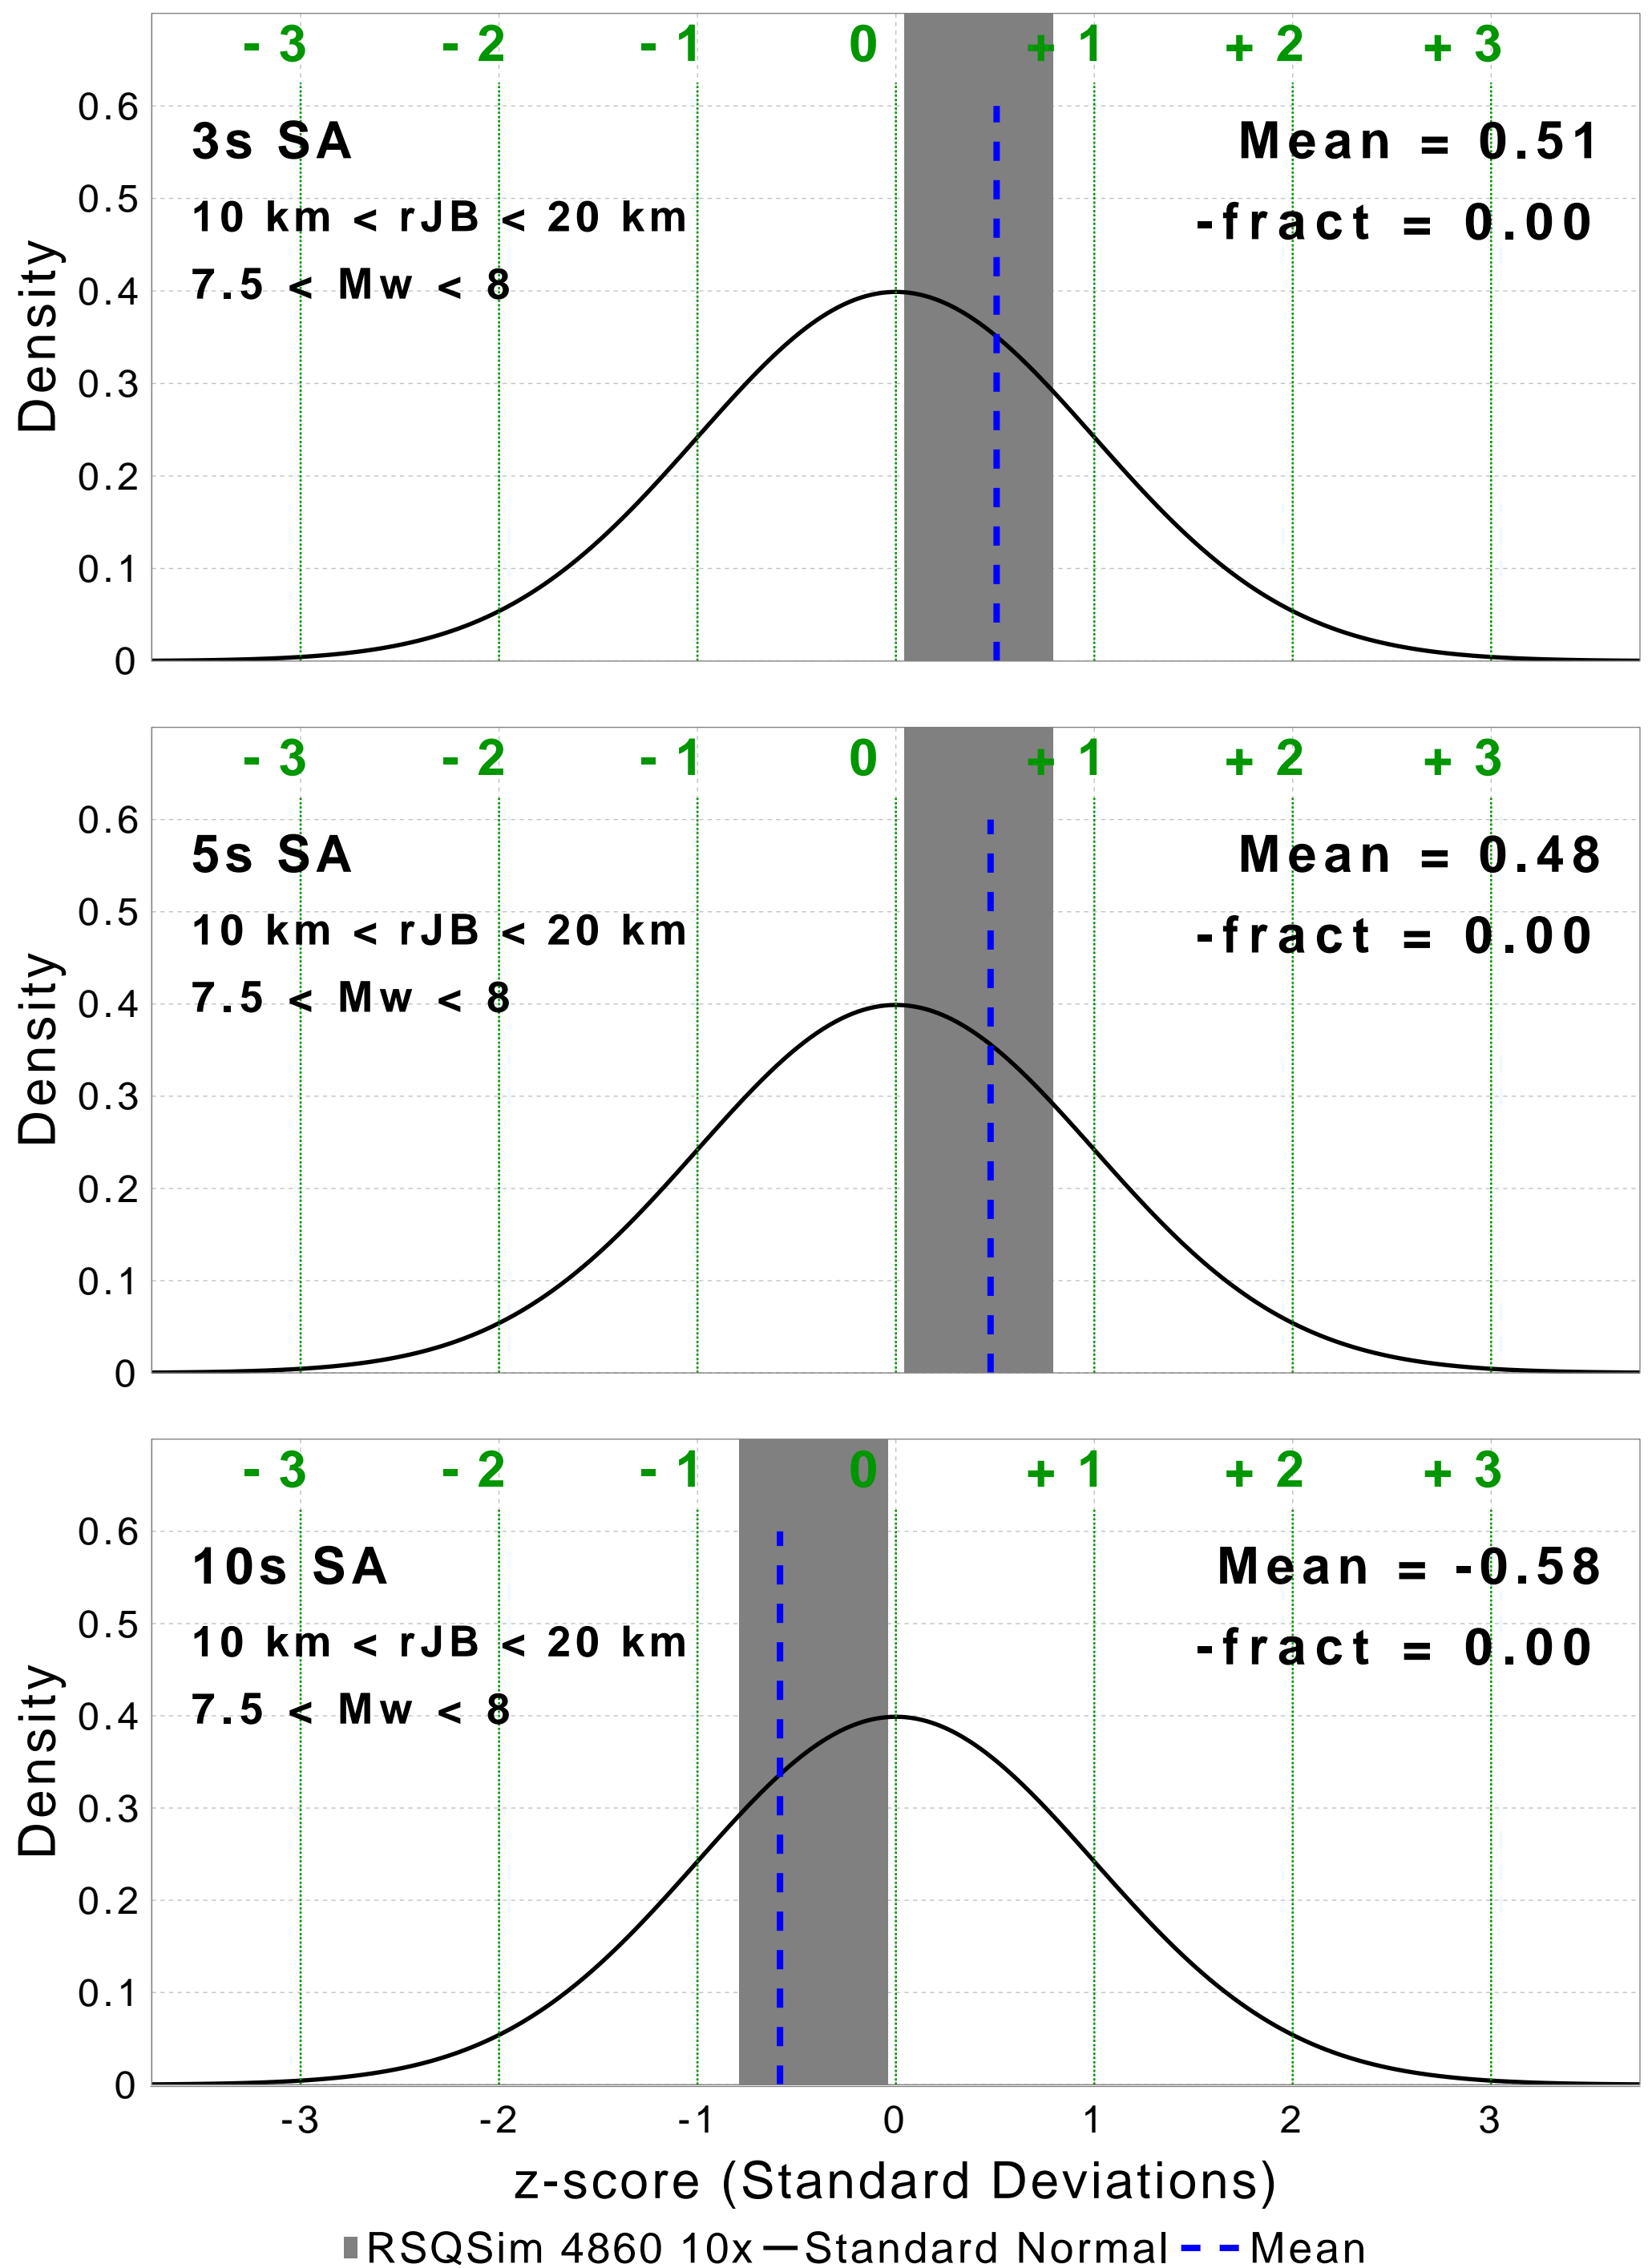 - 3 - 2 - 1 0 + 1 + 2 + 3
0.6
3s SA Mean = 0.51
0.5
10 km < rJB < 20 km -fract = 0.00
7.5 < Mw < 8
0.4
Density
0.3
0.2
0.1
0
- 3 - 2 - 1 0 + 1 + 2 + 3
0.6
5s SA Mean = 0.48
0.5
10 km < rJB < 20 km -fract = 0.00
7.5 < Mw < 8
0.4
Density
0.3
0.2
0.1
0
- 3 - 2 - 1 0 + 1 + 2 + 3
0.6
10s SA Mean = -0.58
0.5
10 km < rJB < 20 km -fract = 0.00
7.5 < Mw < 8
0.4
Density
0.3
0.2
0.1
0
-3 -2 -1 0 1 2 3
z-score (Standard Deviations)
RSQSim 4860 10x Standard Normal Mean